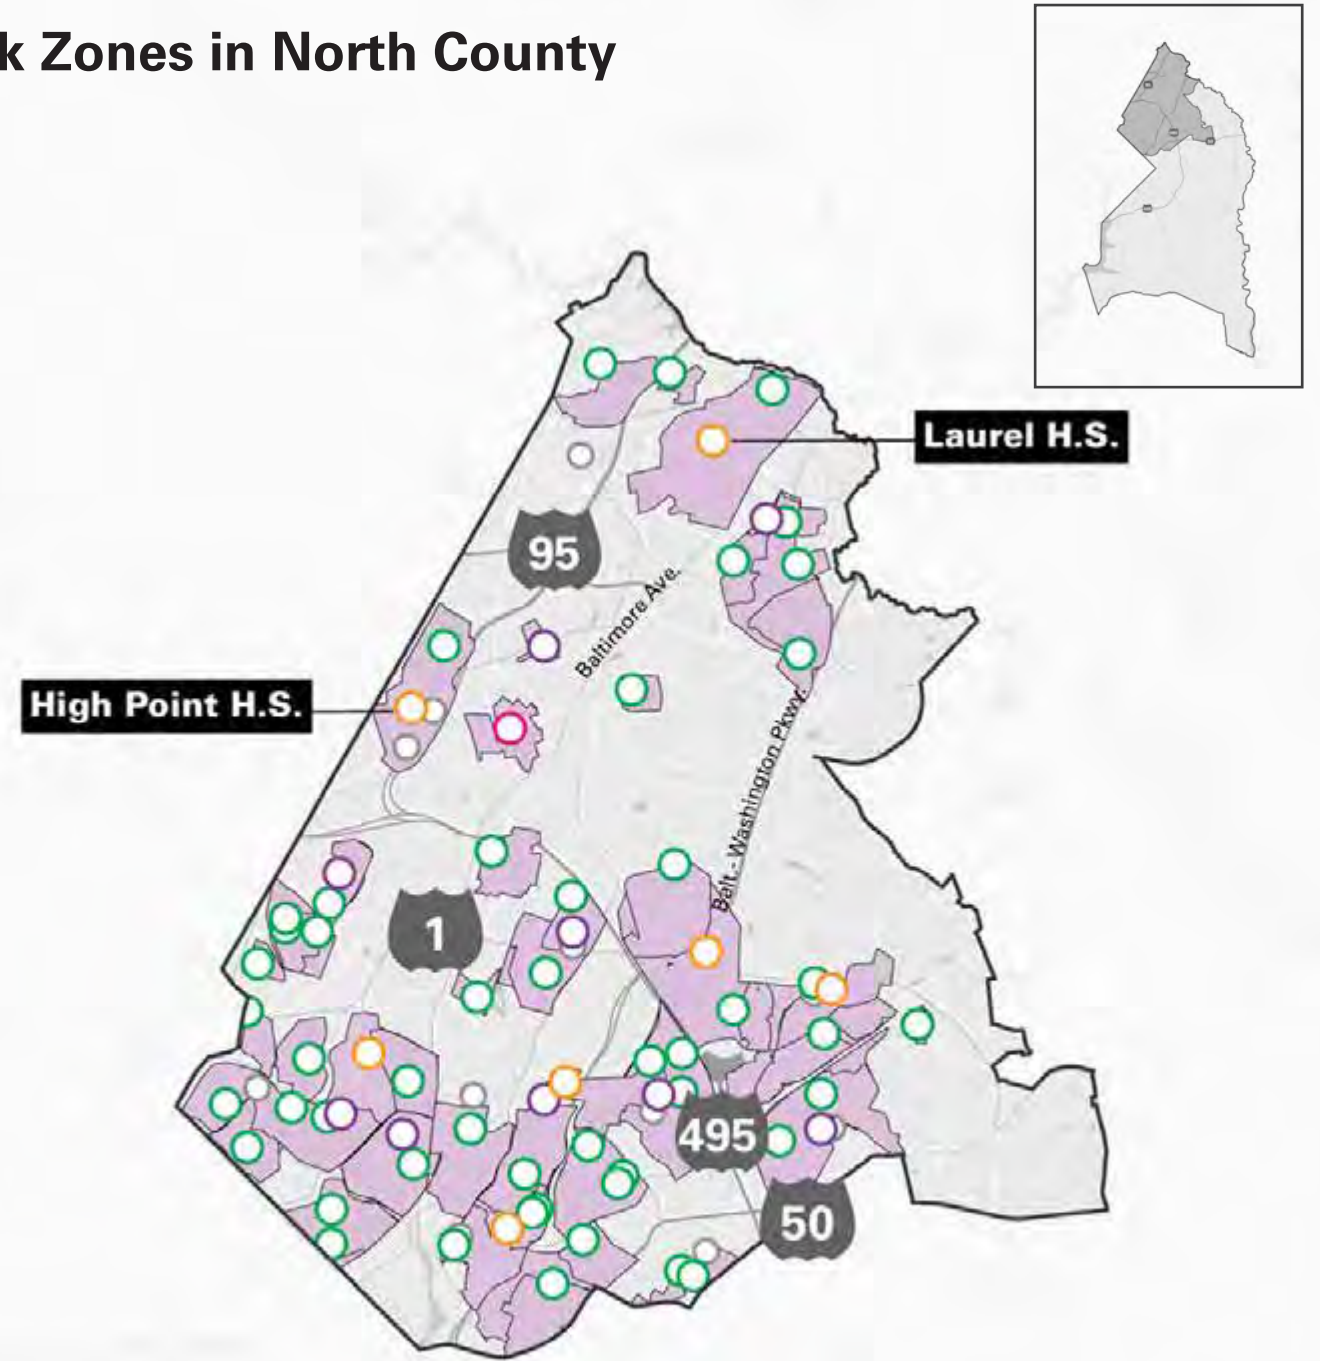 k Zones in North County
Laurel H.S.
95
Baltimore Ave.
High Point H.S.
Balt.- Washington Pkwy.
1
495
50